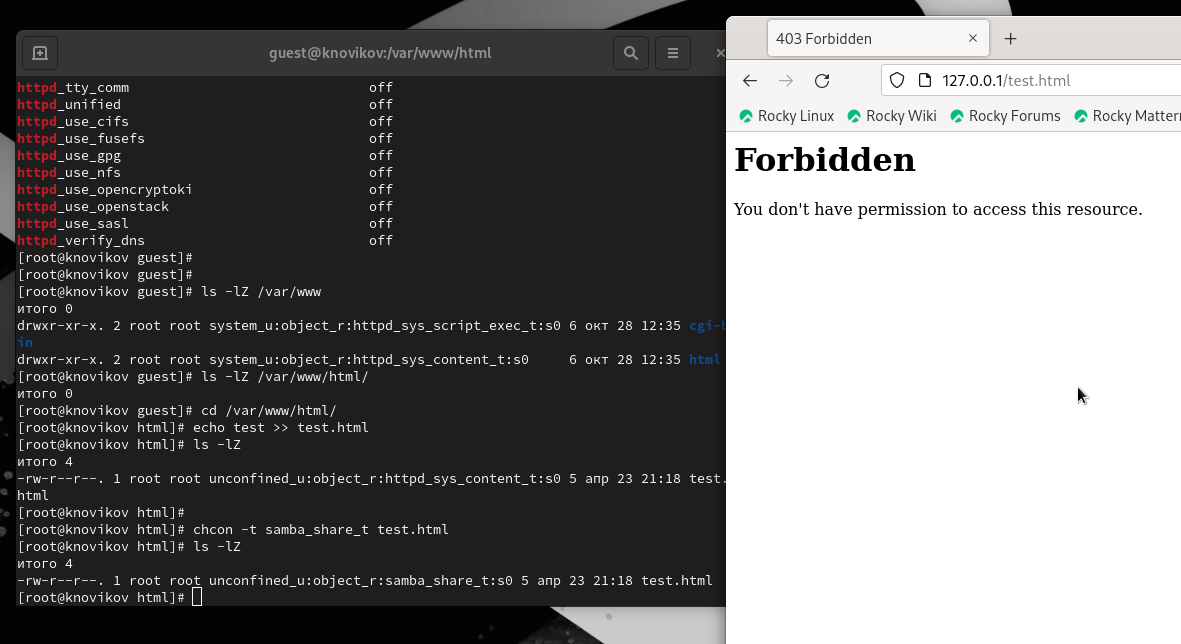 guest@knovikov:/var/www/html
httpd_tty_comm off
httpd_unified off
httpd_use_cifs off
httpd_use_fusefs off
httpd_use_gpg off
httpd_use_nfs off
httpd_use_opencryptoki off
httpd_use_openstack off
httpd_use_sasl off
httpd_verify_dns off
[root@knovikov guest]#
[root@knovikov guest]#
[root@knovikov guest]# ls -lZ /var/www
итого 0
drwxr-xr-x. 2 root root system_u:object_r:httpd_sys_script_exec_t:s0 6 окт 28 12:35 cgi-b
in
drwxr-xr-x. 2 root root system_u:object_r:httpd_sys_content_t:s0 6 окт 28 12:35 html
[root@knovikov guest]# ls -lZ /var/www/html/
итого 0
[root@knovikov guest]# cd /var/www/html/
[root@knovikov html]# echo test >> test.html
[root@knovikov html]# ls -lZ
итого 4
-rw-r--r--. 1 root root unconfined_u:object_r:httpd_sys_content_t:s0 5 апр 23 21:18 test.
html
[root@knovikov html]#
[root@knovikov html]# chcon -t samba_share_t test.html
[root@knovikov html]# ls -lZ
итого 4
-rw-r--r--. 1 root root unconfined_u:object_r:samba_share_t:s0 5 апр 23 21:18 test.html
[root@knovikov html]#
403 Forbidden
127.0.0.1/test.html
Rocky Linux Rocky Wiki Rocky Forums Rocky Matter
Forbidden
You don't have permission to access this resource.